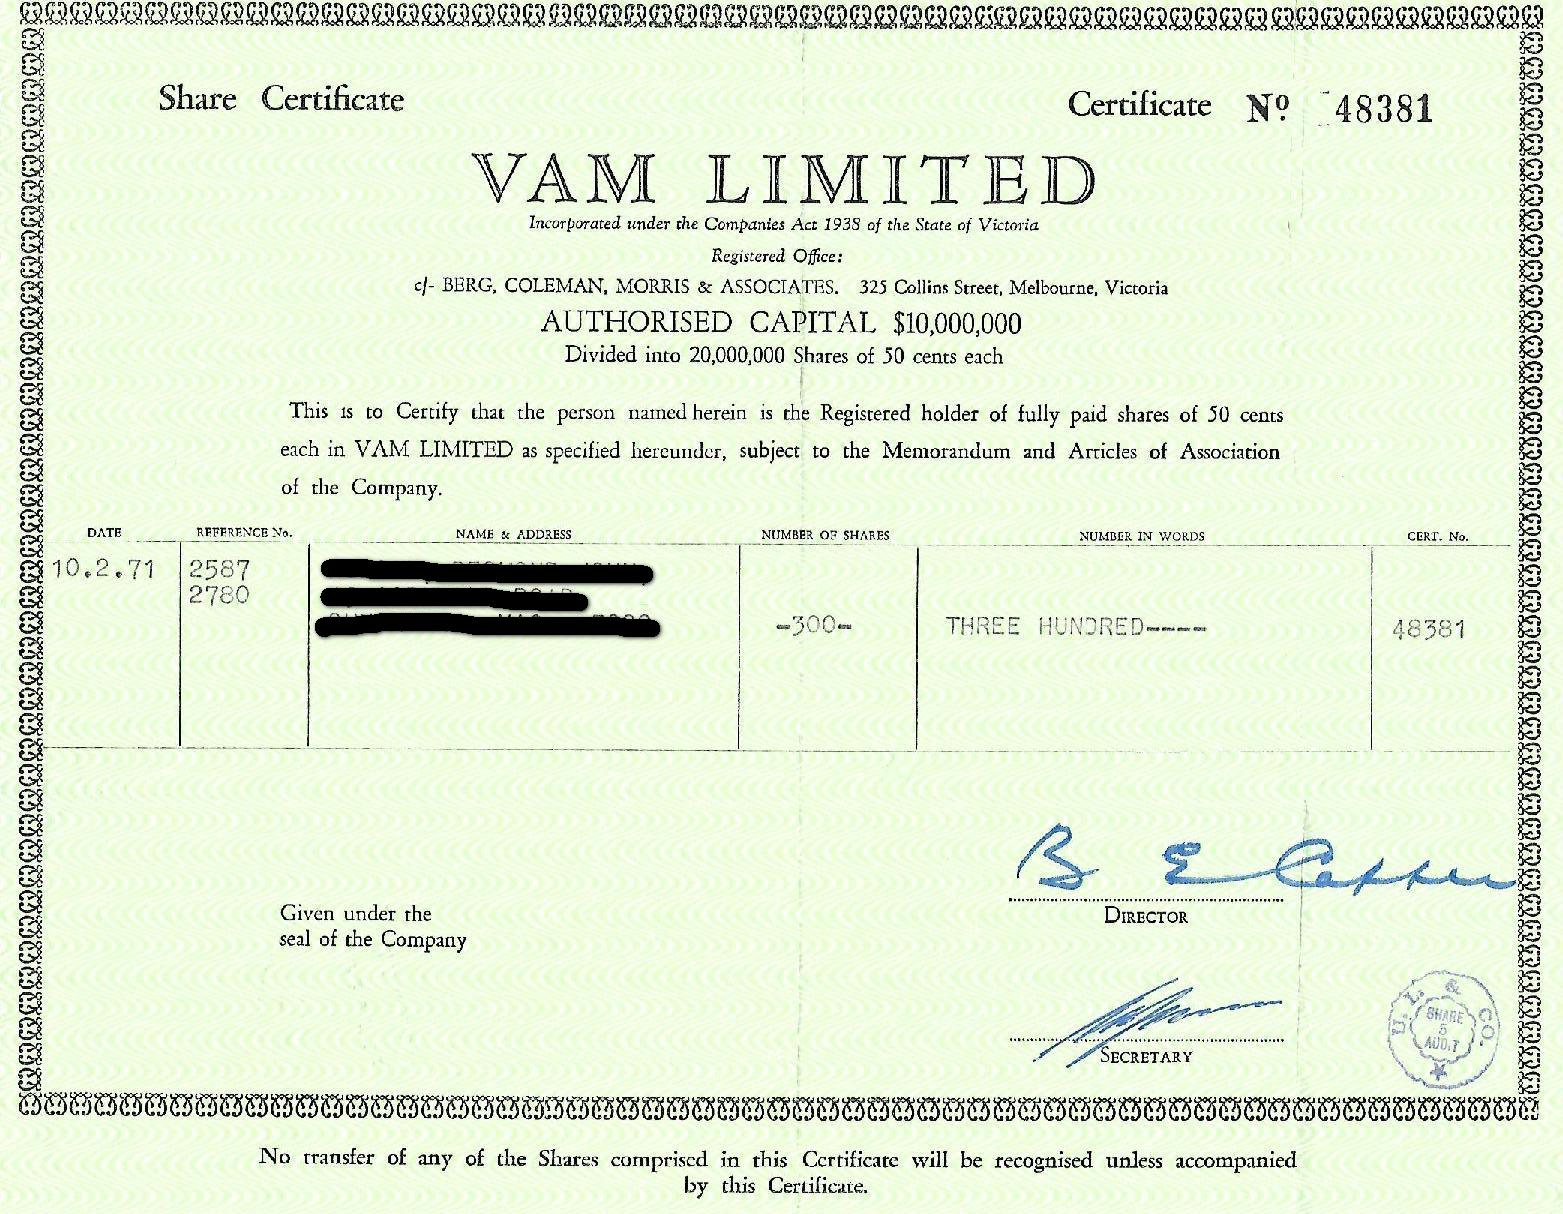 Share Certificate
Certificate Nº 48381
VAM LIMITED
Incorporated under the Companies Act 1938 of the State of Victoria
Registered Office:
c/- BERG, COLEMAN, MORRIS & ASSOCIATES. 325 Collins Street, Melbourne, Victoria
AUTHORISED CAPITAL $10,000,000
Divided into 20,000,000 Shares of 50 cents each
This is to Certify that the person named herein is the Registered holder of fully paid shares of 50 cents
each in VAM LIMITED as specified hereunder, subject to the Memorandum and Articles of Association
of the Company.
DATE REFERENCE No. NAME & ADDRESS NUMBER OF SHARES NUMBER IN WORDS CERT. No.
10.2.71 2587
2780
-300- THREE HUNDRED---- 48381
B E
DIRECTOR
Given under the
seal of the Company
SECRETARY
U. L. & CO.
SHARE
5
AUDIT
No transfer of any of the Shares comprised in this Certificate will be recognised unless accompanied
by this Certificate.